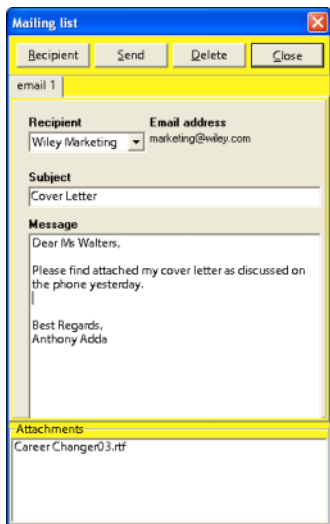 Mailing list
Recipient Send Delete Close
email 1
Recipient Email address
Wiley Marketing marketing@wiley.com
Subject
Cover Letter
Message
Dear Ms Walters,
Please find attached my cover letter as discussed on
the phone yesterday.
Best Regards,
Anthony Adda
Attachments
Career Changer03.rtf